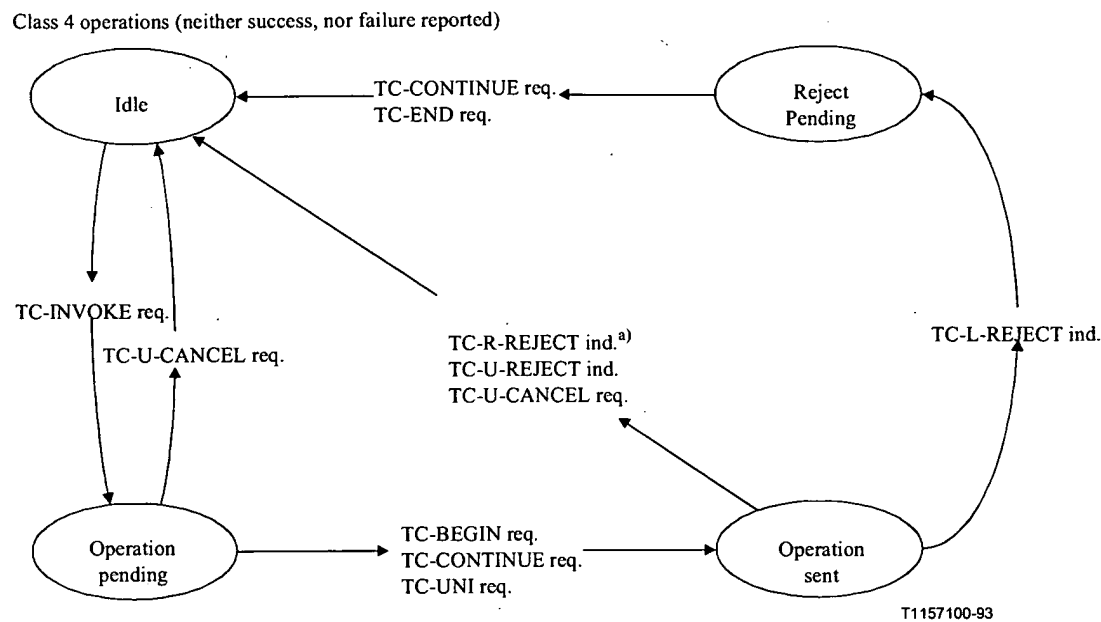 Class 4 operations (neither success, nor failure reported)
Idle
TC-CONTINUE req.
TC-END req.
Reject
Pending
TC-INVOKE req.
TC-U-CANCEL req.
TC-R-REJECT ind.a)
TC-U-REJECT ind.
TC-U-CANCEL req.
TC-L-REJECT ind.
Operation
pending
TC-BEGIN req.
TC-CONTINUE req.
TC-UNI req.
Operation
sent
T1157100-93